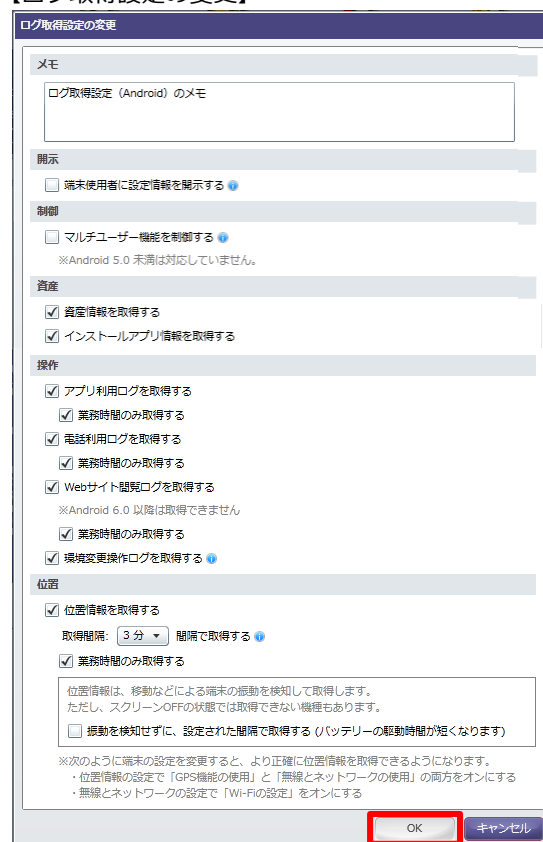 【ログ取得設定の変更】
ログ取得設定の変更
メモ
ログ取得設定（Android）のメモ
開示
端末使用者に設定情報を開示する
制御
マルチユーザー機能を制御する
※Android 5.0 未満は対応していません。
資産
資産情報を取得する
インストールアプリ情報を取得する
操作
アプリ利用ログを取得する
業務時間のみ取得する
電話利用ログを取得する
業務時間のみ取得する
Webサイト閲覧ログを取得する
※Android 6.0 以降は取得できません
業務時間のみ取得する
環境変更操作ログを取得する
位置
位置情報を取得する
取得間隔: 3 分 間隔で取得する
業務時間のみ取得する
位置情報は、移動などによる端末の振動を検知して取得します。
ただし、スクリーンOFFの状態では取得できない機種もあります。
振動を検知せずに、設定された間隔で取得する (バッテリーの駆動時間が短くなります)
※次のように端末の設定を変更すると、より正確に位置情報を取得できるようになります。
・位置情報の設定で「GPS機能の使用」と「無線とネットワークの使用」の両方をオンにする
・無線とネットワークの設定で「Wi-Fiの設定」をオンにする
OK キャンセル